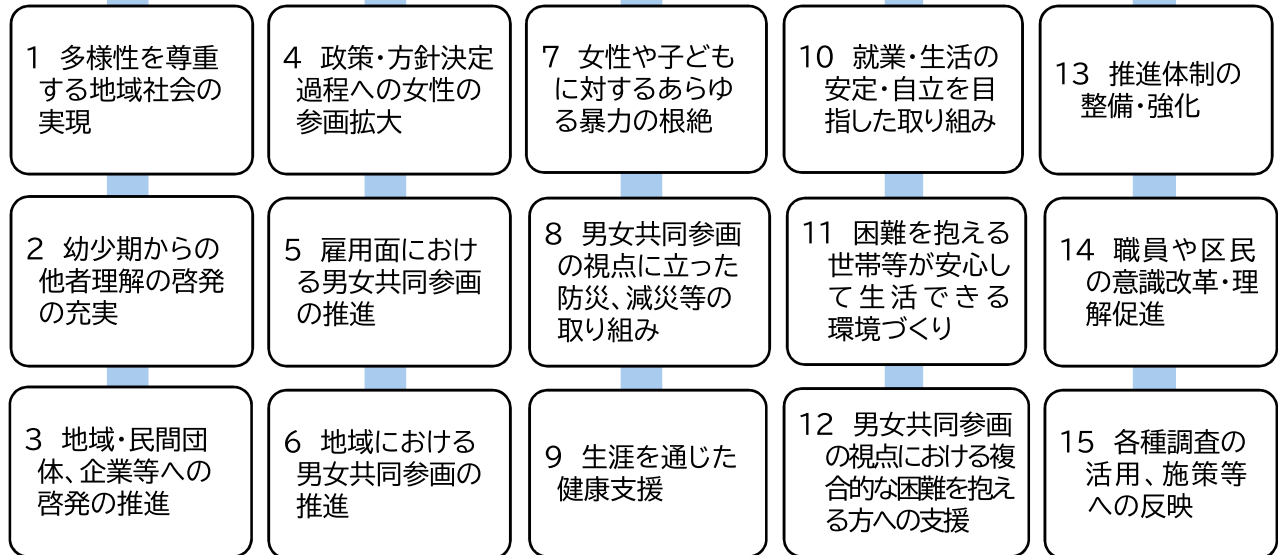 1 多様性を尊重
する地域社会の
実現
2 幼少期からの
他者理解の啓発
の充実
3 地域・民間団
体、企業等への
啓発の推進
4 政策・方針決定
過程への女性の
参画拡大
5 雇用面におけ
る男女共同参画
の推進
6 地域における
男女共同参画の
推進
7 女性や子ども
に対するあらゆ
る暴力の根絶
8 男女共同参画
の視点に立った
防災、減災等の
取り組み
9 生涯を通じた
健康支援
10 就業・生活の
安定・自立を目
指した取り組み
11 困難を抱える
世帯等が安心し
て生活できる
環境づくり
12 男女共同参画
の視点における複
合的な困難を抱え
る方への支援
13 推進体制の
整備・強化
14 職員や区民
の意識改革・理
解促進
15 各種調査の
活用、施策等
への反映